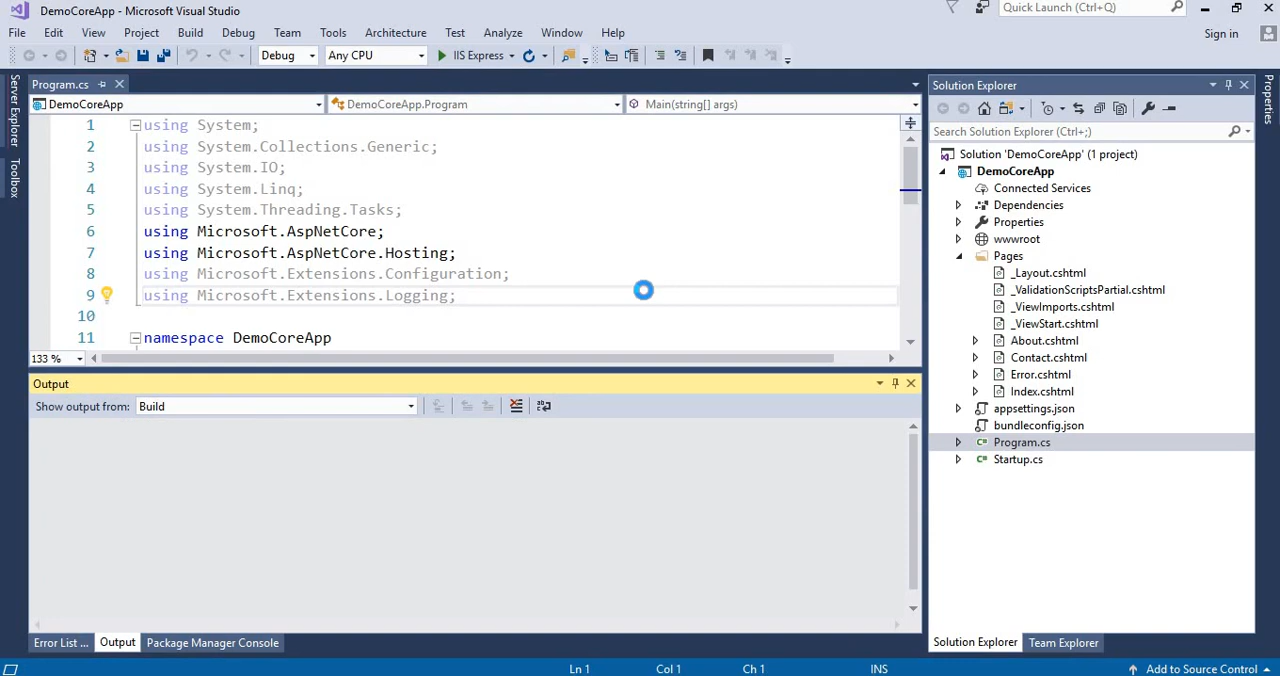 DemoCoreApp - Microsoft Visual Studio
Quick Launch (Ctrl+Q)
File Edit View Project Build Debug Team Tools Architecture Test Analyze Window Help
Sign in
Debug Any CPU IIS Express
Server Explorer
Toolbox
Program.cs
DemoCoreApp DemoCoreApp.Program Main(string[] args)
1 using System;
2 using System.Collections.Generic;
3 using System.IO;
4 using System.Linq;
5 using System.Threading.Tasks;
6 using Microsoft.AspNetCore;
7 using Microsoft.AspNetCore.Hosting;
8 using Microsoft.Extensions.Configuration;
9 using Microsoft.Extensions.Logging;
10
11 namespace DemoCoreApp
133 %
Output
Show output from: Build
Error List ... Output Package Manager Console
Solution Explorer
Search Solution Explorer (Ctrl+;)
Solution 'DemoCoreApp' (1 project)
DemoCoreApp
Connected Services
Dependencies
Properties
wwwroot
Pages
_Layout.cshtml
_ValidationScriptsPartial.cshtml
_ViewImports.cshtml
_ViewStart.cshtml
About.cshtml
Contact.cshtml
Error.cshtml
Index.cshtml
appsettings.json
bundleconfig.json
Program.cs
Startup.cs
Solution Explorer Team Explorer
Properties
Ln 1 Col 1 Ch 1 INS Add to Source Control